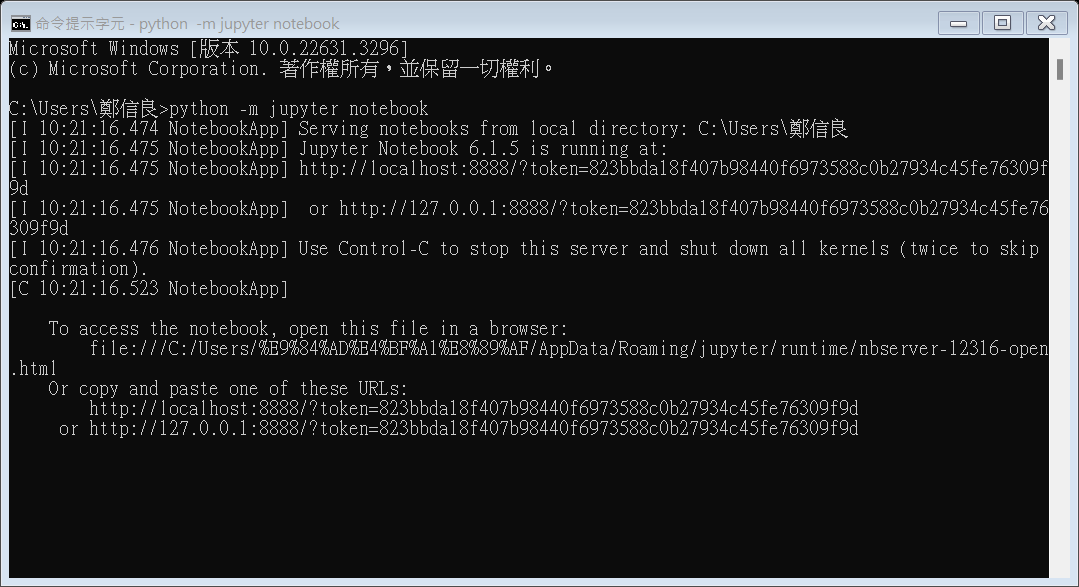 命令提示字元 - python  -m jupyter notebook
Microsoft Windows [版本 10.0.22631.3296]
(c) Microsoft Corporation. 著作權所有，並保留一切權利。
C:\Users\鄭信良>python -m jupyter notebook
[I 10:21:16.474 NotebookApp] Serving notebooks from local directory: C:\Users\鄭信良
[I 10:21:16.475 NotebookApp] Jupyter Notebook 6.1.5 is running at:
[I 10:21:16.475 NotebookApp] http://localhost:8888/?token=823bbda18f407b98440f6973588c0b27934c45fe76309f
9d
[I 10:21:16.475 NotebookApp]  or http://127.0.0.1:8888/?token=823bbda18f407b98440f6973588c0b27934c45fe76
309f9d
[I 10:21:16.476 NotebookApp] Use Control-C to stop this server and shut down all kernels (twice to skip
confirmation).
[C 10:21:16.523 NotebookApp]
To access the notebook, open this file in a browser:
file:///C:/Users/%E9%84%AD%E4%BF%A1%E8%89%AF/AppData/Roaming/jupyter/runtime/nbserver-12316-open
.html
Or copy and paste one of these URLs:
http://localhost:8888/?token=823bbda18f407b98440f6973588c0b27934c45fe76309f9d
or http://127.0.0.1:8888/?token=823bbda18f407b98440f6973588c0b27934c45fe76309f9d